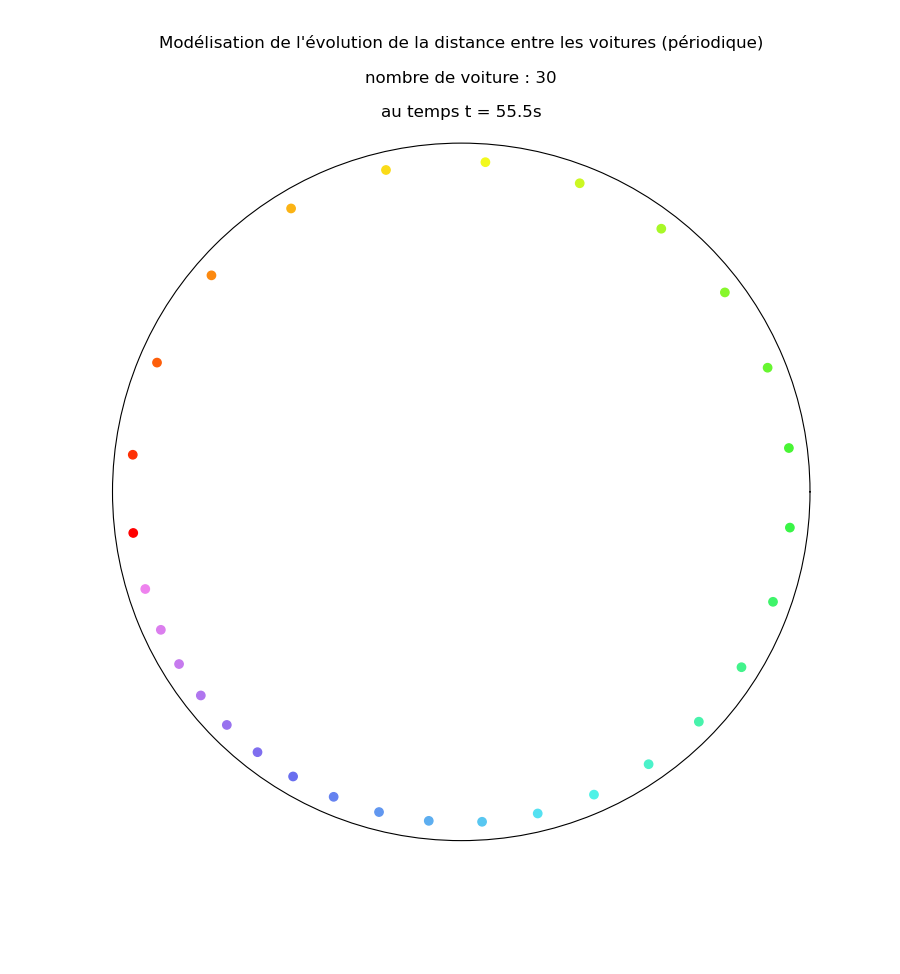 Modélisation de l'évolution de la distance entre les voitures (périodique)
nombre de voiture : 30
au temps t = 55.5s